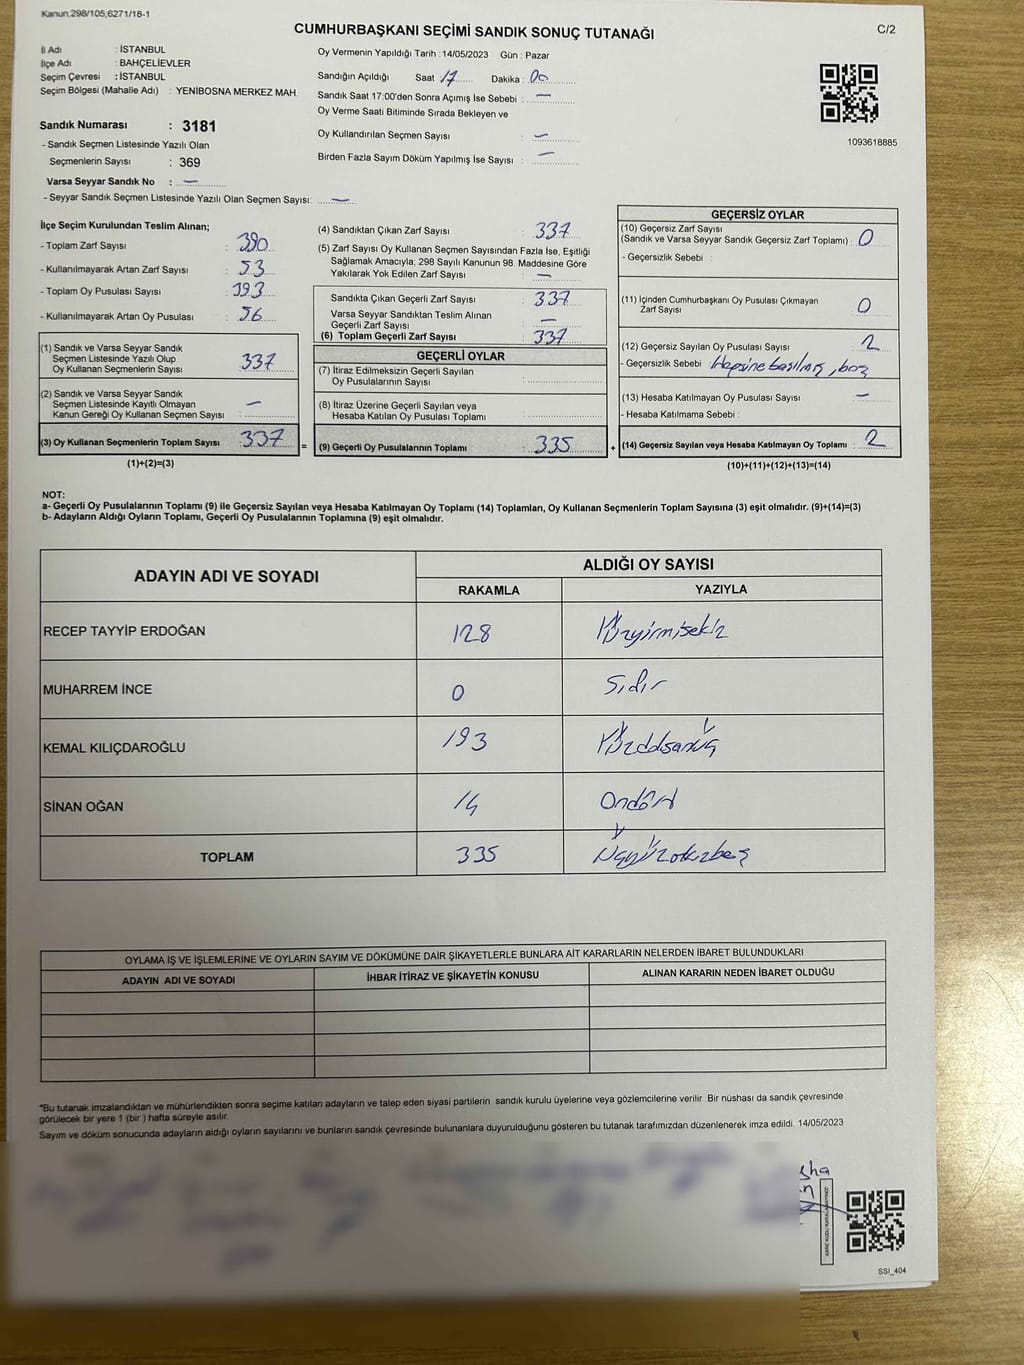 Kanun:298/105;6271/18-1
CUMHURBAŞKANI SEÇİMİ SANDIK SONUÇ TUTANAĞI
C/2
İl Adı : İSTANBUL
İlçe Adı : BAHÇELİEVLER
Seçim Çevresi : İSTANBUL
Seçim Bölgesi (Mahalle Adı) : YENİBOSNA MERKEZ MAH.
Sandık Numarası : 3181
- Sandık Seçmen Listesinde Yazılı Olan
Seçmenlerin Sayısı : 369
Varsa Seyyar Sandık No : —
- Seyyar Sandık Seçmen Listesinde Yazılı Olan Seçmen Sayısı: —
Oy Vermenin Yapıldığı Tarih : 14/05/2023 Gün : Pazar
Sandığın Açıldığı Saat 17 Dakika : 00
Sandık Saat 17:00'den Sonra Açımış İse Sebebi : —
Oy Verme Saati Bitiminde Sırada Bekleyen ve
Oy Kullandırılan Seçmen Sayısı : —
Birden Fazla Sayım Döküm Yapılmış İse Sayısı : —
1093618885
İlçe Seçim Kurulundan Teslim Alınan;
- Toplam Zarf Sayısı : 390
- Kullanılmayarak Artan Zarf Sayısı : 53
- Toplam Oy Pusulası Sayısı : 393
- Kullanılmayarak Artan Oy Pusulası : 56
(1) Sandık ve Varsa Seyyar Sandık
Seçmen Listesinde Yazılı Olup
Oy Kullanan Seçmenlerin Sayısı : 337
(2) Sandık ve Varsa Seyyar Sandık
Seçmen Listesinde Kayıtlı Olmayan
Kanun Gereği Oy Kullanan Seçmen Sayısı : —
(3) Oy Kullanan Seçmenlerin Toplam Sayısı : 337
(1)+(2)=(3)
=
(4) Sandıktan Çıkan Zarf Sayısı : 337
(5) Zarf Sayısı Oy Kullanan Seçmen Sayısından Fazla İse, Eşitliği
Sağlamak Amacıyla; 298 Sayılı Kanunun 98. Maddesine Göre
Yakılarak Yok Edilen Zarf Sayısı : —
Sandıkta Çıkan Geçerli Zarf Sayısı : 337
Varsa Seyyar Sandıktan Teslim Alınan
Geçerli Zarf Sayısı : —
(6) Toplam Geçerli Zarf Sayısı : 337
GEÇERLİ OYLAR
(7) İtiraz Edilmeksizin Geçerli Sayılan
Oy Pusulalarının Sayısı :
(8) İtiraz Üzerine Geçerli Sayılan veya
Hesaba Katılan Oy Pusulası Toplamı :
(9) Geçerli Oy Pusulalarının Toplamı : 335
+
GEÇERSİZ OYLAR
(10) Geçersiz Zarf Sayısı
(Sandık ve Varsa Seyyar Sandık Geçersiz Zarf Toplamı) : 0
- Geçersizlik Sebebi :
(11) İçinden Cumhurbaşkanı Oy Pusulası Çıkmayan
Zarf Sayısı : 0
(12) Geçersiz Sayılan Oy Pusulası Sayısı : 2
- Geçersizlik Sebebi : Hepsine basılmış, boş
(13) Hesaba Katılmayan Oy Pusulası Sayısı : —
- Hesaba Katılmama Sebebi :
(14) Geçersiz Sayılan veya Hesaba Katılmayan Oy Toplamı : 2
(10)+(11)+(12)+(13)=(14)
NOT:
a- Geçerli Oy Pusulalarının Toplamı (9) ile Geçersiz Sayılan veya Hesaba Katılmayan Oy Toplamı (14) Toplamları, Oy Kullanan Seçmenlerin Toplam Sayısına (3) eşit olmalıdır. (9)+(14)=(3)
b- Adayların Aldığı Oyların Toplamı, Geçerli Oy Pusulalarının Toplamına (9) eşit olmalıdır.
ADAYIN ADI VE SOYADI ALDIĞI OY SAYISI
RAKAMLA YAZIYLA
RECEP TAYYİP ERDOĞAN 128 Yüzyirmisekiz
MUHARREM İNCE 0 Sıfır
KEMAL KILIÇDAROĞLU 193 Yüzdoksanüç
SİNAN OĞAN 14 Ondört
TOPLAM 335 Üçyüzotuzbeş
OYLAMA İŞ VE İŞLEMLERİNE VE OYLARIN SAYIM VE DÖKÜMÜNE DAİR ŞİKAYETLERLE BUNLARA AİT KARARLARIN NELERDEN İBARET BULUNDUKLARI
ADAYIN ADI VE SOYADI İHBAR İTİRAZ VE ŞİKAYETİN KONUSU ALINAN KARARIN NEDEN İBARET OLDUĞU
*Bu tutanak imzalandıktan ve mühürlendikten sonra seçime katılan adayların ve talep eden siyasi partilerin sandık kurulu üyelerine ve/veya gözlemcilerine verilir .Bir nüshası da sandık çevresinde
görülecek bir yere 1 (bir ) hafta süreyle asılır.
Sayım ve döküm sonucunda adayların aldığı oyların sayılarını ve bunların sandık çevresinde bulunanlara duyurulduğunu gösteren bu tutanak tarafımızdan düzenlenerek imza edildi. 14/05/2023
SSI_404